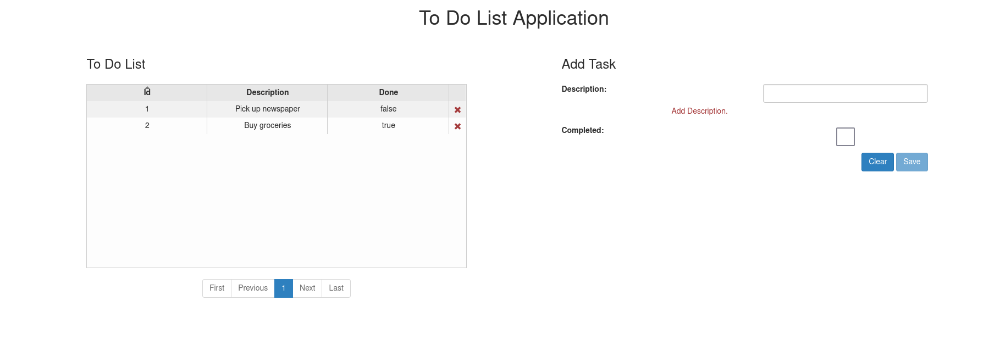 To Do List Application
To Do List
Id Description Done
1 Pick up newspaper false
2 Buy groceries true
First Previous 1 Next Last
Add Task
Description:
Add Description.
Completed:
Clear Save